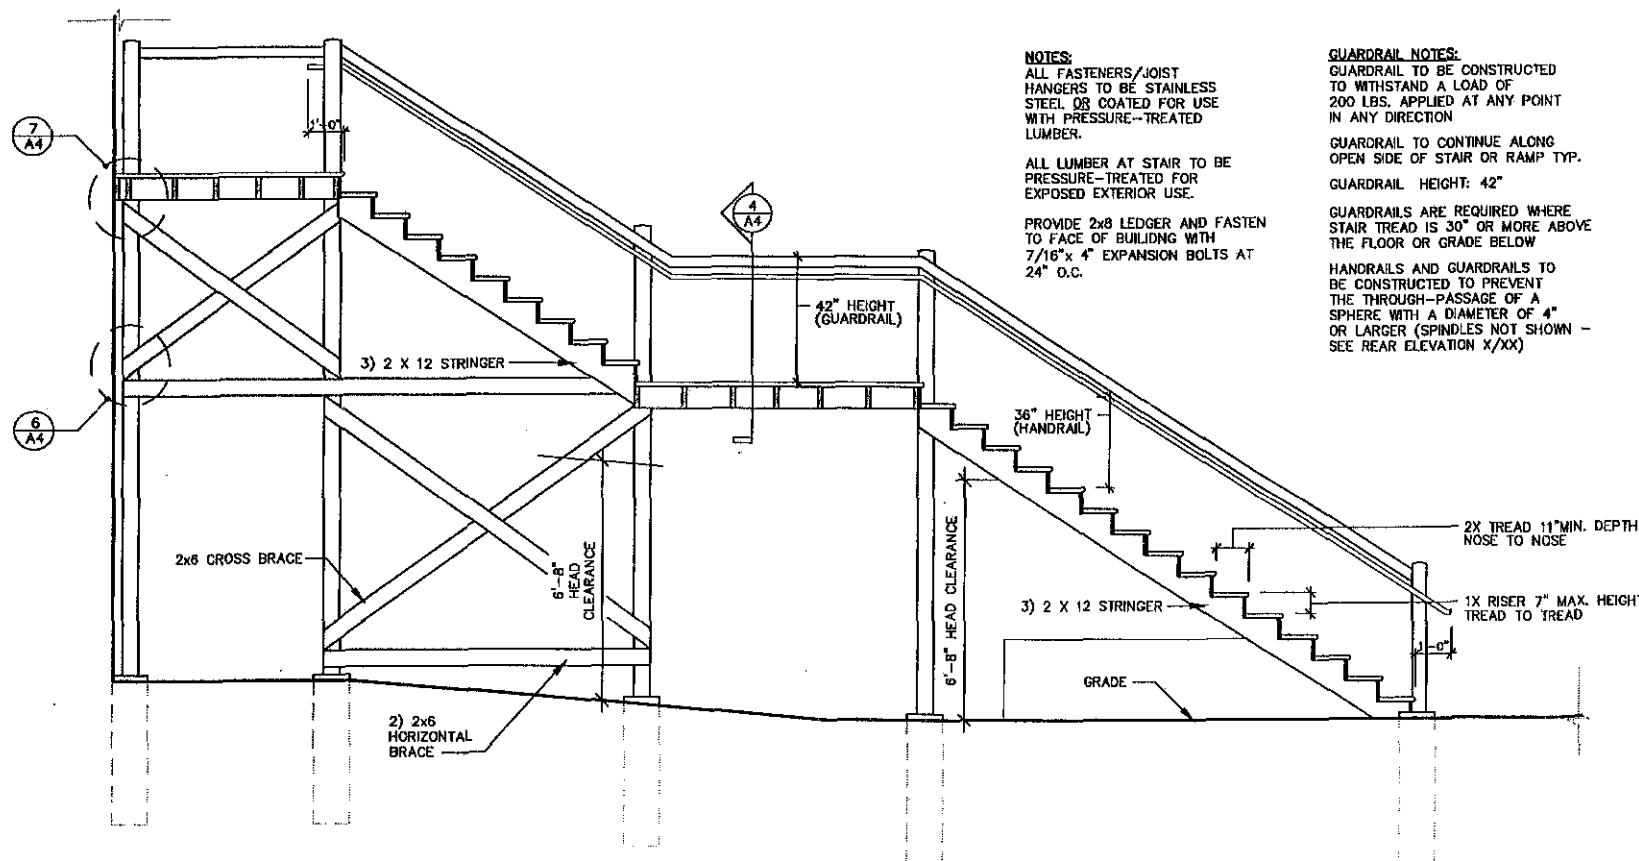 NOTES:
ALL FASTENERS/JOIST
HANGERS TO BE STAINLESS
STEEL OR COATED FOR USE
WITH PRESSURE-TREATED
LUMBER.
ALL LUMBER AT STAIR TO BE
PRESSURE-TREATED FOR
EXPOSED EXTERIOR USE.
PROVIDE 2x8 LEDGER AND FASTEN
TO FACE OF BUILIDNG WITH
7/16"x 4" EXPANSION BOLTS AT
24" O.C.
GUARDRAIL NOTES:
GUARDRAIL TO BE CONSTRUCTED
TO WITHSTAND A LOAD OF
200 LBS. APPLIED AT ANY POINT
IN ANY DIRECTION
GUARDRAIL TO CONTINUE ALONG
OPEN SIDE OF STAIR OR RAMP TYP.
GUARDRAIL HEIGHT: 42"
GUARDRAILS ARE REQUIRED WHERE
STAIR TREAD IS 30" OR MORE ABOVE
THE FLOOR OR GRADE BELOW
HANDRAILS AND GUARDRAILS TO
BE CONSTRUCTED TO PREVENT
THE THROUGH-PASSAGE OF A
SPHERE WITH A DIAMETER OF 4"
OR LARGER (SPINDLES NOT SHOWN -
SEE REAR ELEVATION X/XX)
7
A4
1'-0"
4
A4
42" HEIGHT
(GUARDRAIL)
3) 2 X 12 STRINGER
6
A4
36" HEIGHT
(HANDRAIL)
2X TREAD 11"MIN. DEPTH
NOSE TO NOSE
2x6 CROSS BRACE
6'-8"
HEAD
CLEARANCE
6'-8" HEAD CLEARANCE
3) 2 X 12 STRINGER
1X RISER 7" MAX. HEIGHT
TREAD TO TREAD
1'-0"
GRADE
2) 2x6
HORIZONTAL
BRACE